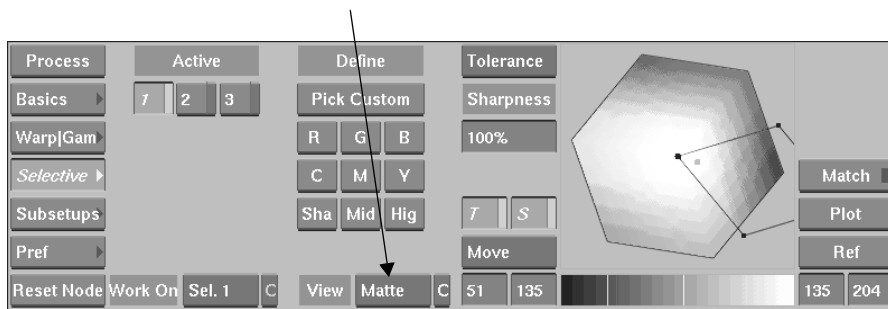 Process Active Define Tolerance
Basics 1 2 3 Pick Custom Sharpness
Warp|Gam R G B 100%
Selective C M Y Match
Subsetups Sha Mid Hig T S Plot
Pref Move Ref
Reset Node Work On Sel. 1 C View Matte C 51 135 135 204